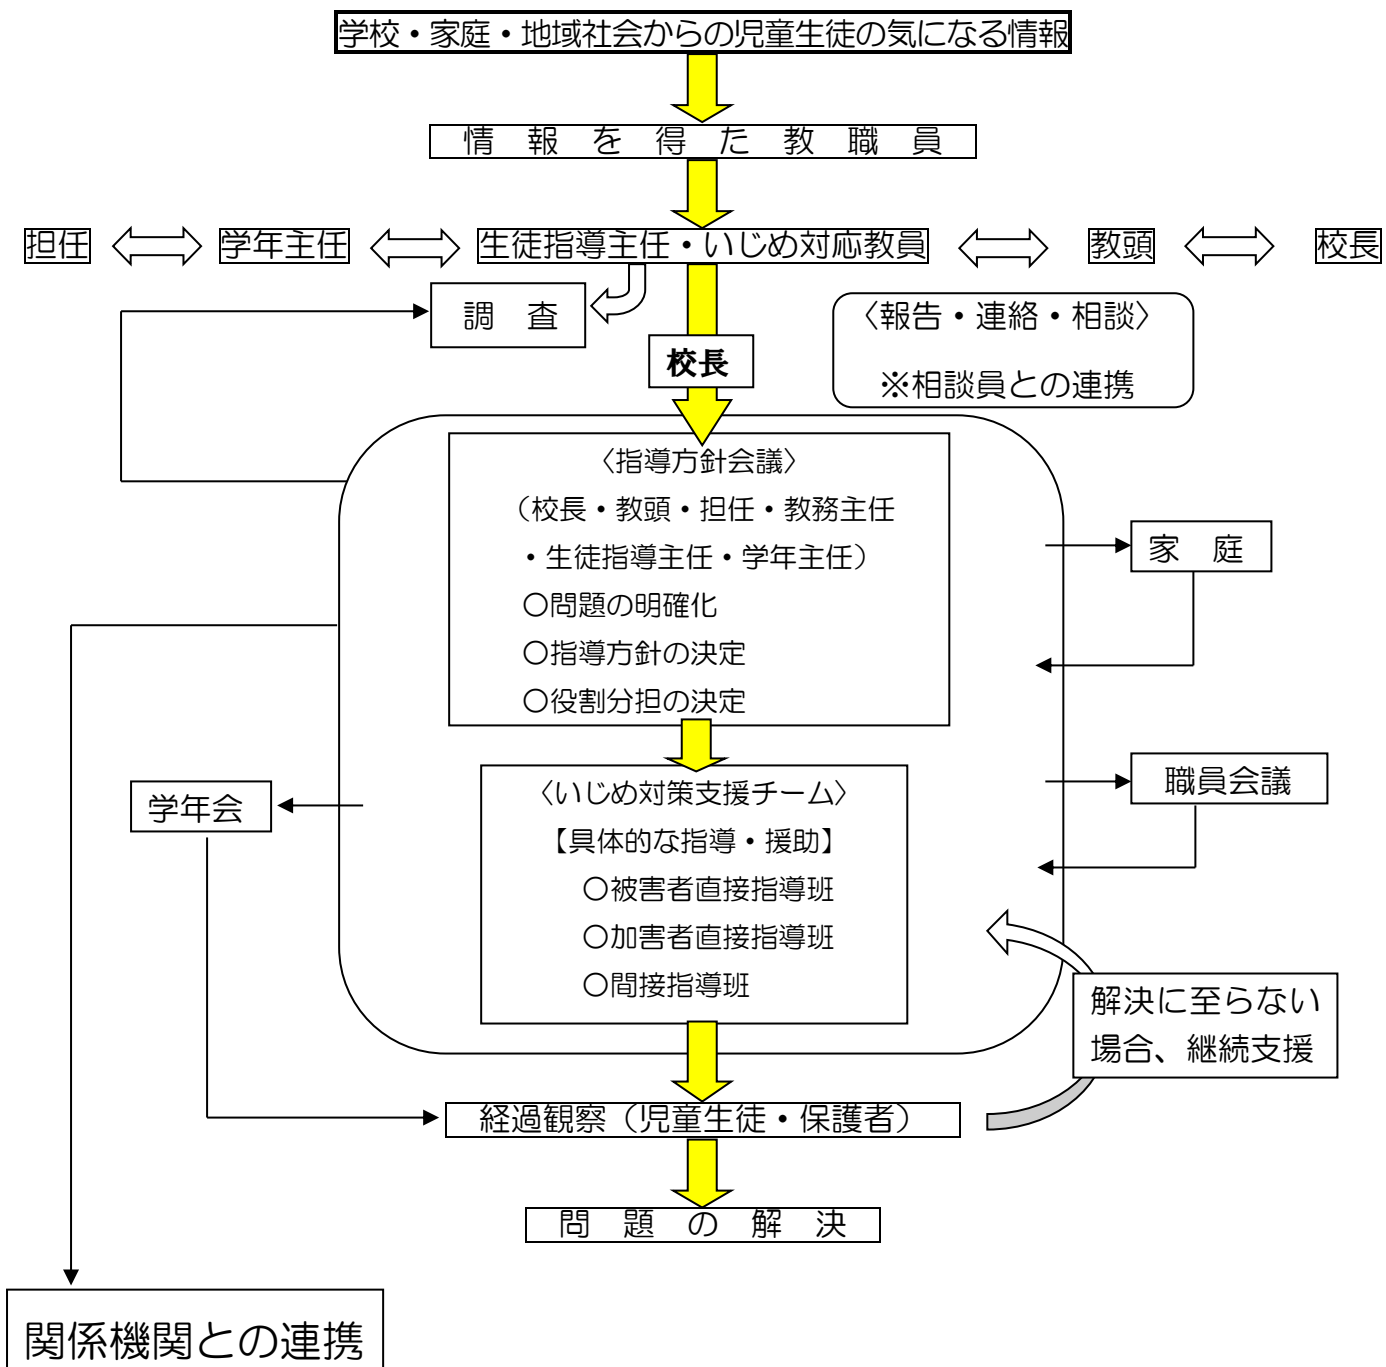 学校・家庭・地域社会からの児童生徒の気になる情報
情　報　を　得　た　教　職　員
担任
学年主任
生徒指導主任・いじめ対応教員
教頭
校長
調　査
校長
〈報告・連絡・相談〉
※相談員との連携
〈指導方針会議〉
（校長・教頭・担任・教務主任
・生徒指導主任・学年主任）
〇問題の明確化
〇指導方針の決定
〇役割分担の決定
家　庭
〈いじめ対策支援チーム〉
【具体的な指導・援助】
〇被害者直接指導班
〇加害者直接指導班
〇間接指導班
学年会
職員会議
解決に至らない
場合、継続支援
経過観察（児童生徒・保護者）
問　題　の　解　決
関係機関との連携